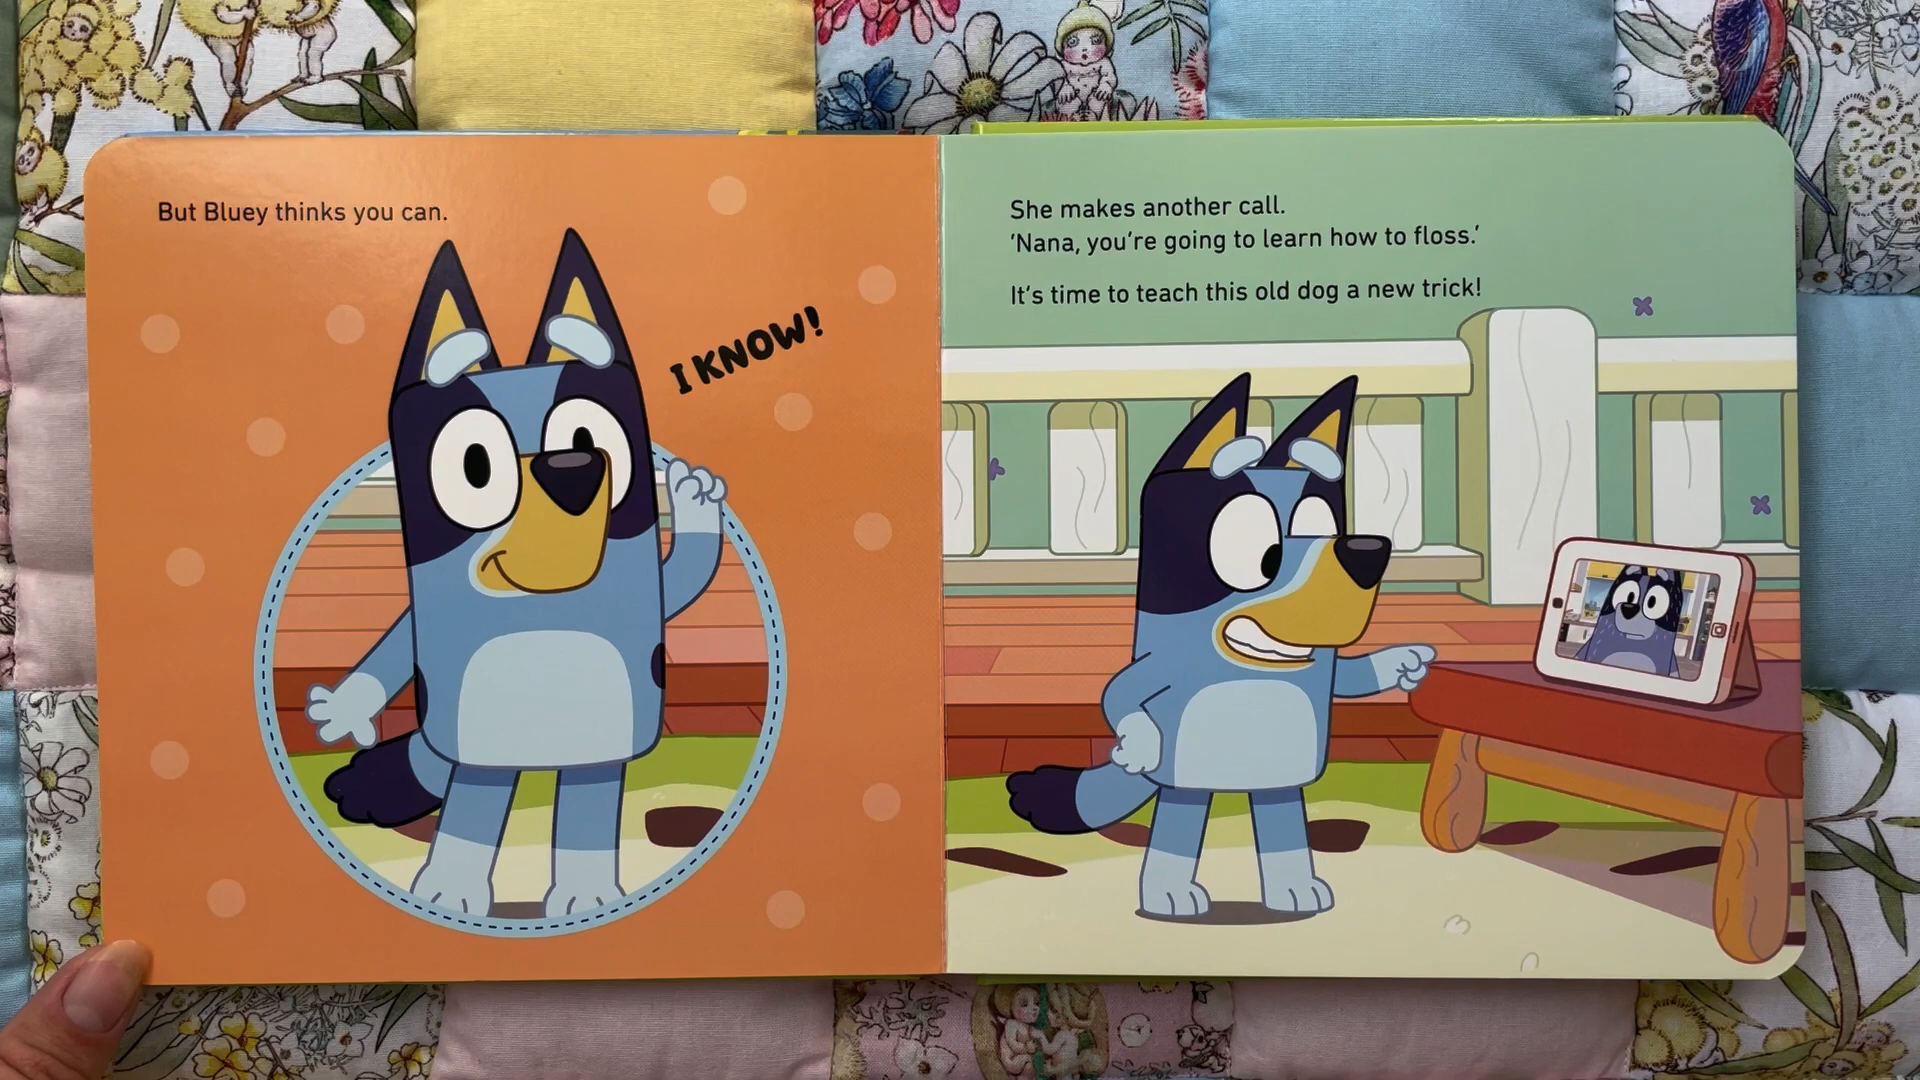 But Bluey thinks you can.
I KNOW!
She makes another call.
‘Nana, you’re going to learn how to floss.’
It’s time to teach this old dog a new trick!